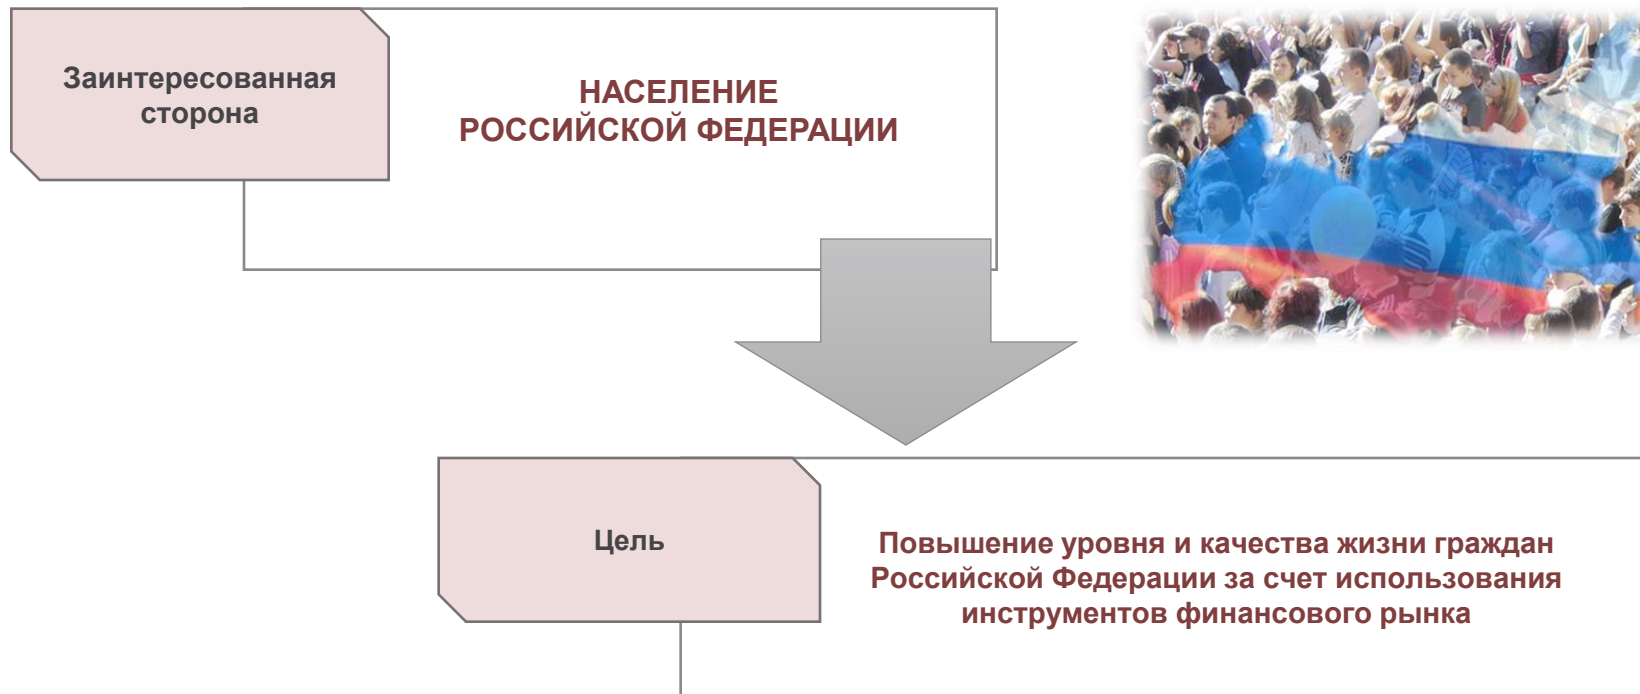 Заинтересованная
сторона
НАСЕЛЕНИЕ
РОССИЙСКОЙ ФЕДЕРАЦИИ
Цель
Повышение уровня и качества жизни граждан
Российской Федерации за счет использования
инструментов финансового рынка